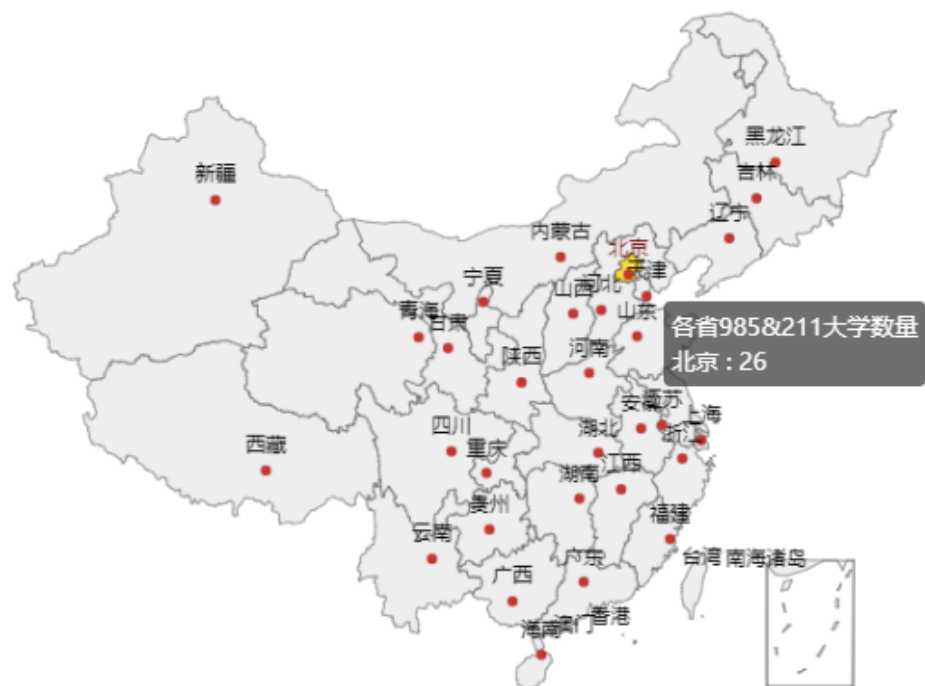 黑龙江
吉林
新疆
辽宁
内蒙古
北京
天津
宁夏
山西
河北
青海
甘肃
山东
各省985&211大学数量
北京 : 26
河南
陕西
安徽
江苏
上海
四川
湖北
浙江
重庆
西藏
江西
湖南
贵州
福建
云南
广东
台湾
南海诸岛
广西
香港
澳门
海南